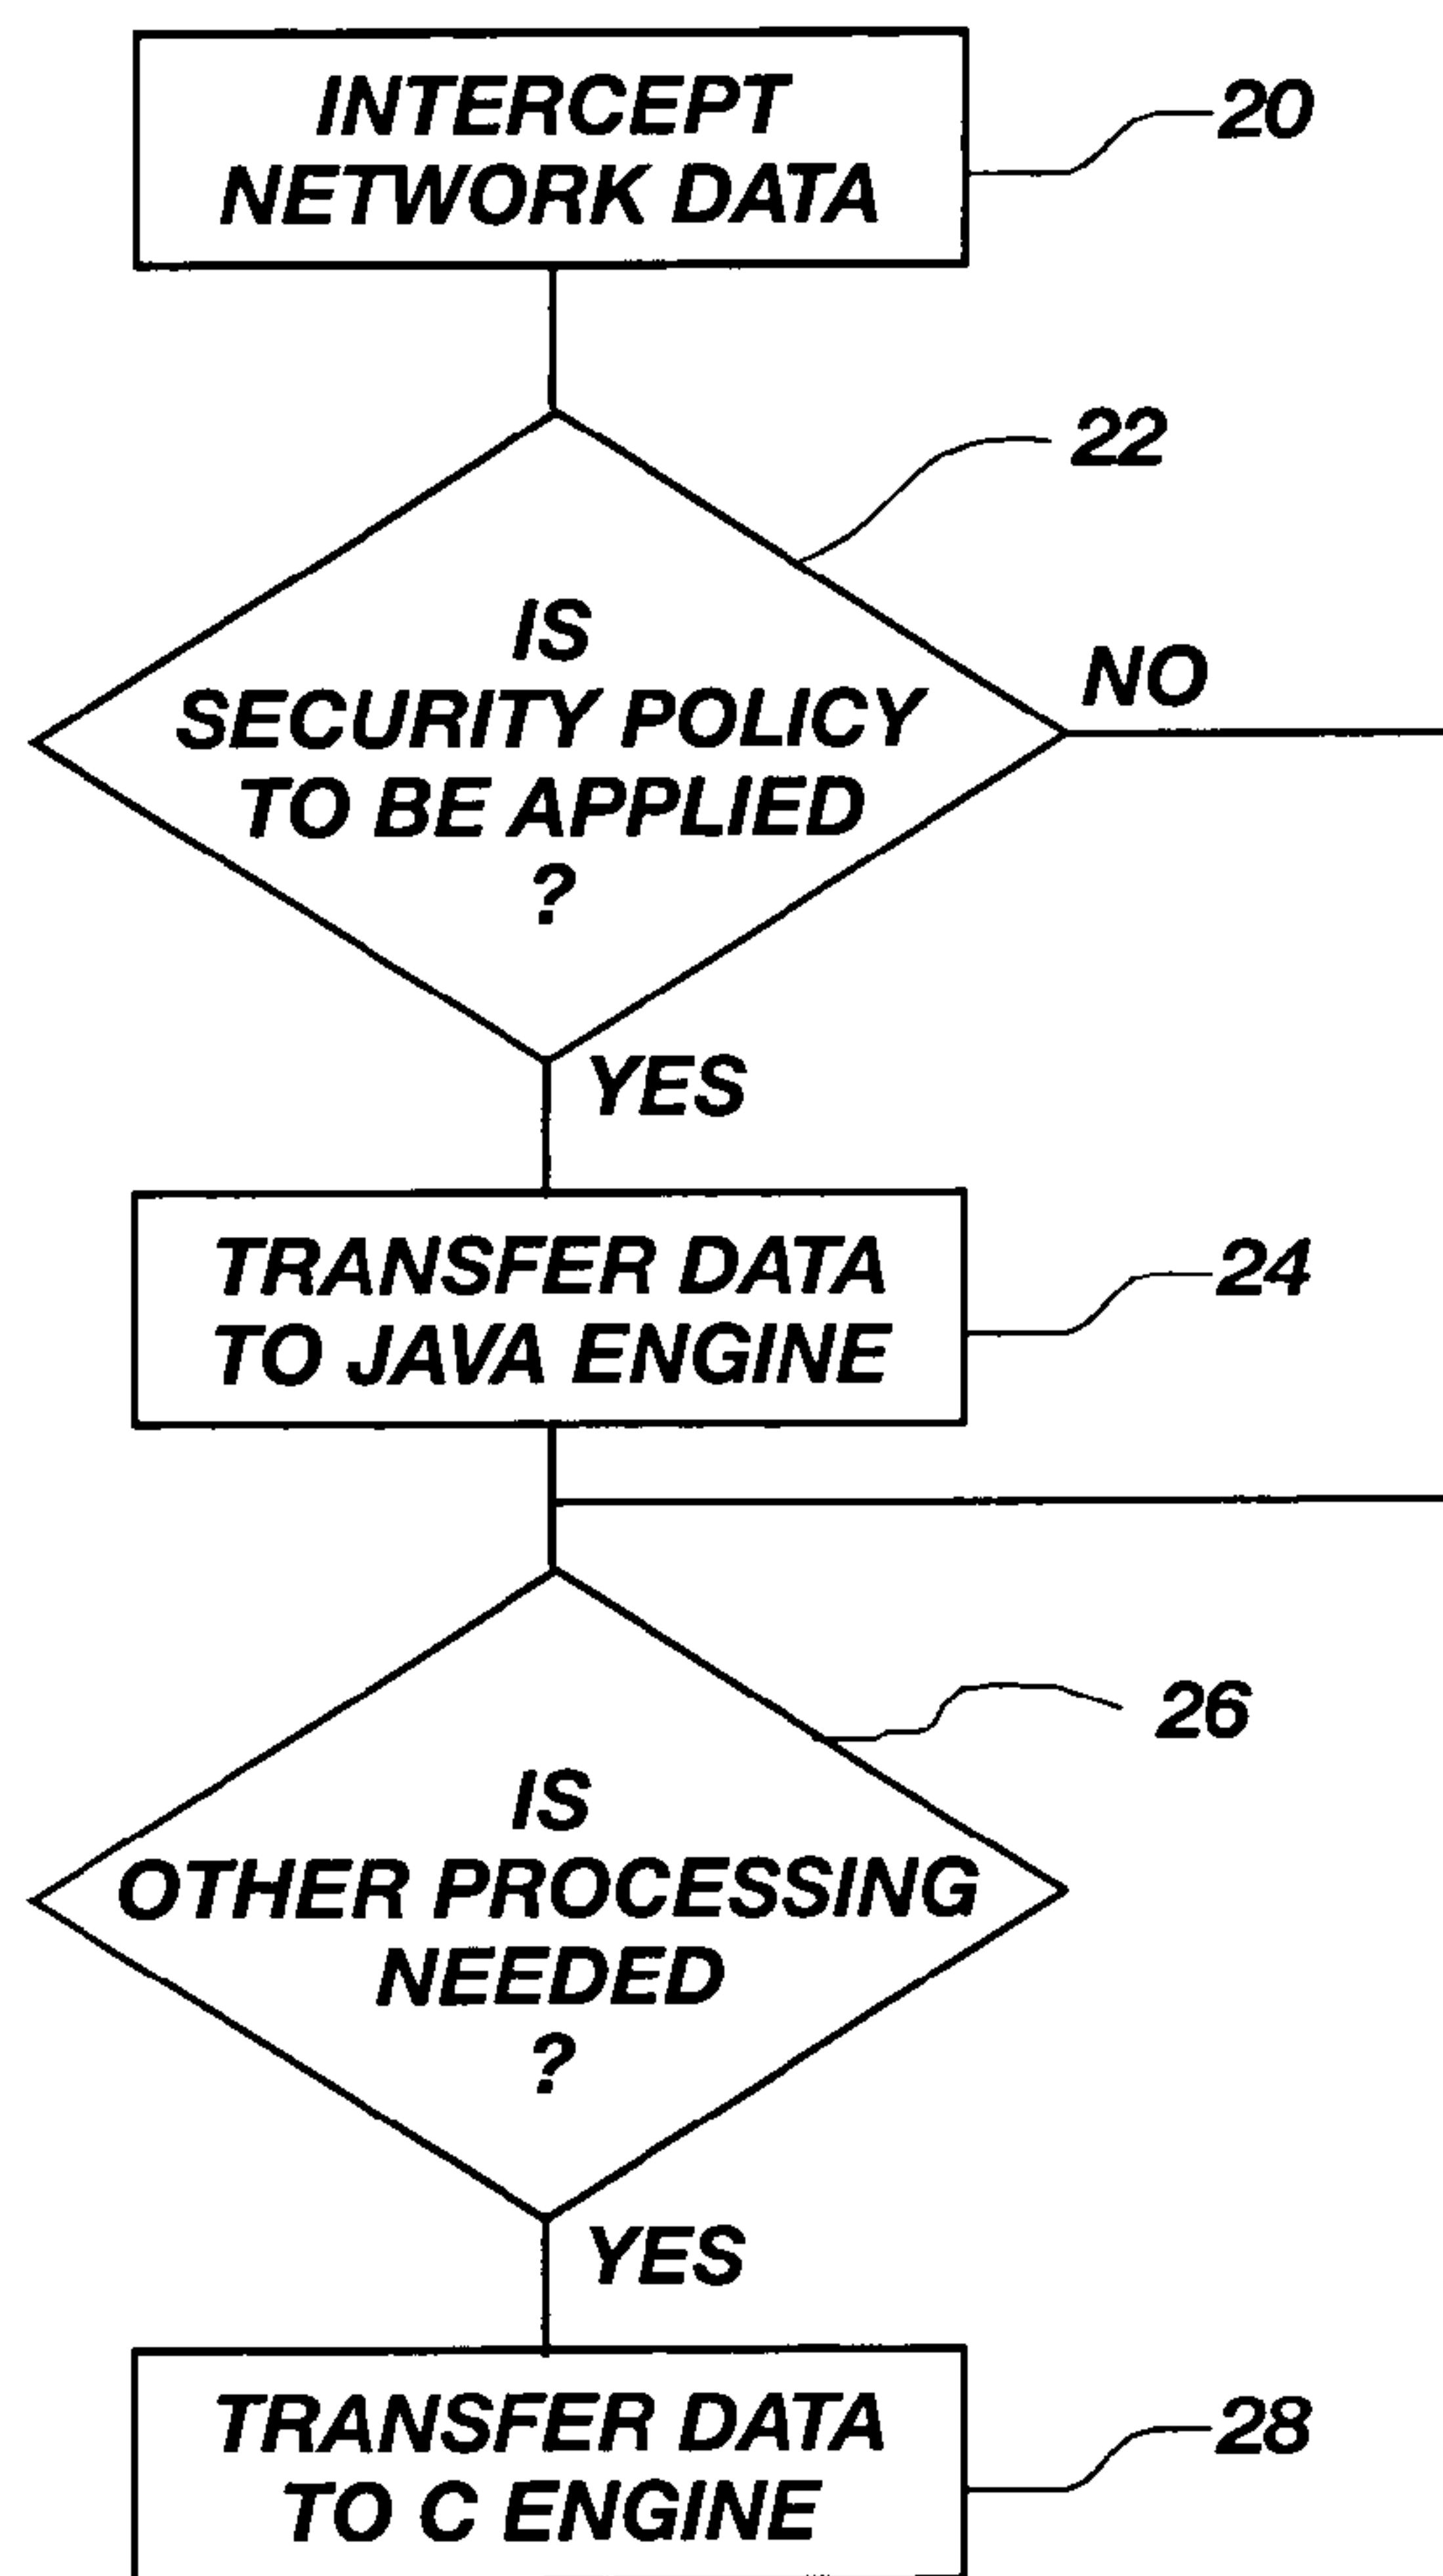 INTERCEPT
NETWORK DATA
20
22
IS
SECURITY POLICY
TO BE APPLIED
?
NO
YES
TRANSFER DATA
TO JAVA ENGINE
24
26
IS
OTHER PROCESSING
NEEDED
?
YES
TRANSFER DATA
TO C ENGINE
28